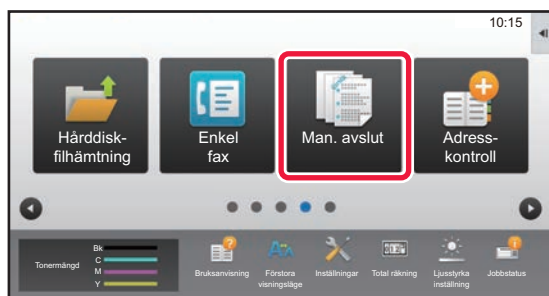 10:15
Hårddisk-
filhämtning
Enkel
fax
Man. avslut
Adress-
kontroll
Tonermängd
Bk
C
M
Y
Bruksanvisning
Förstora
visningsläge
Inställningar
Total räkning
Ljusstyrka
inställning
Jobbstatus